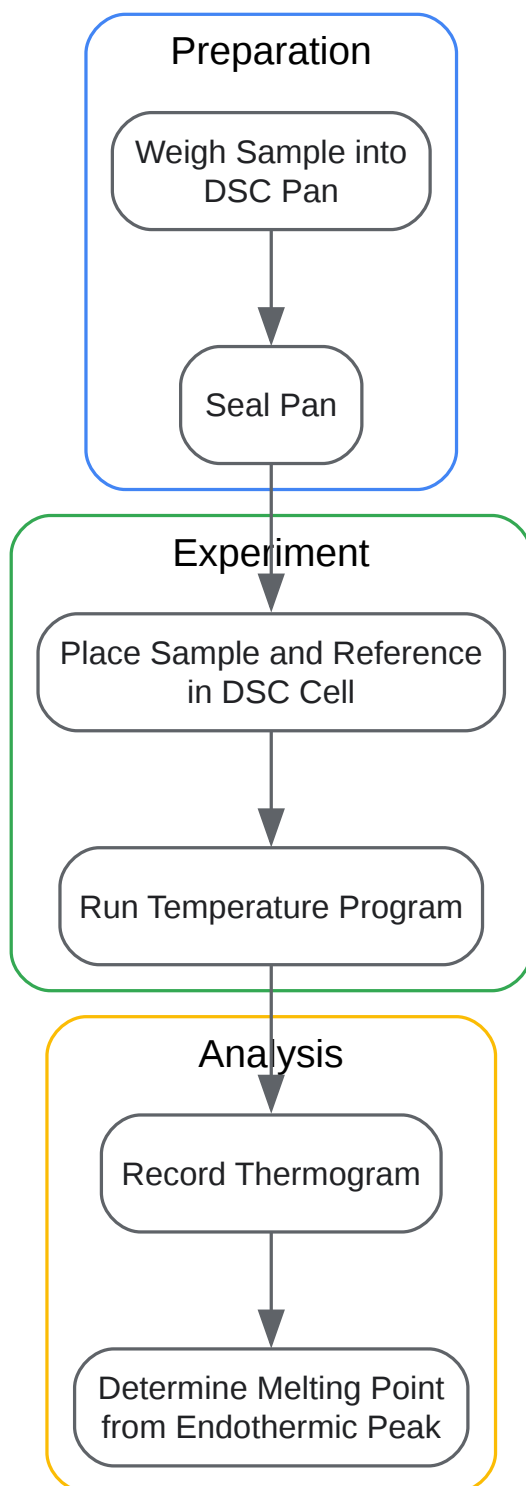 Preparation
Weigh Sample into
DSC Pan
Seal Pan
Experiment
Place Sample and Reference
in DSC Cell
Run Temperature Program
Analysis
Record Thermogram
Determine Melting Point
from Endothermic Peak